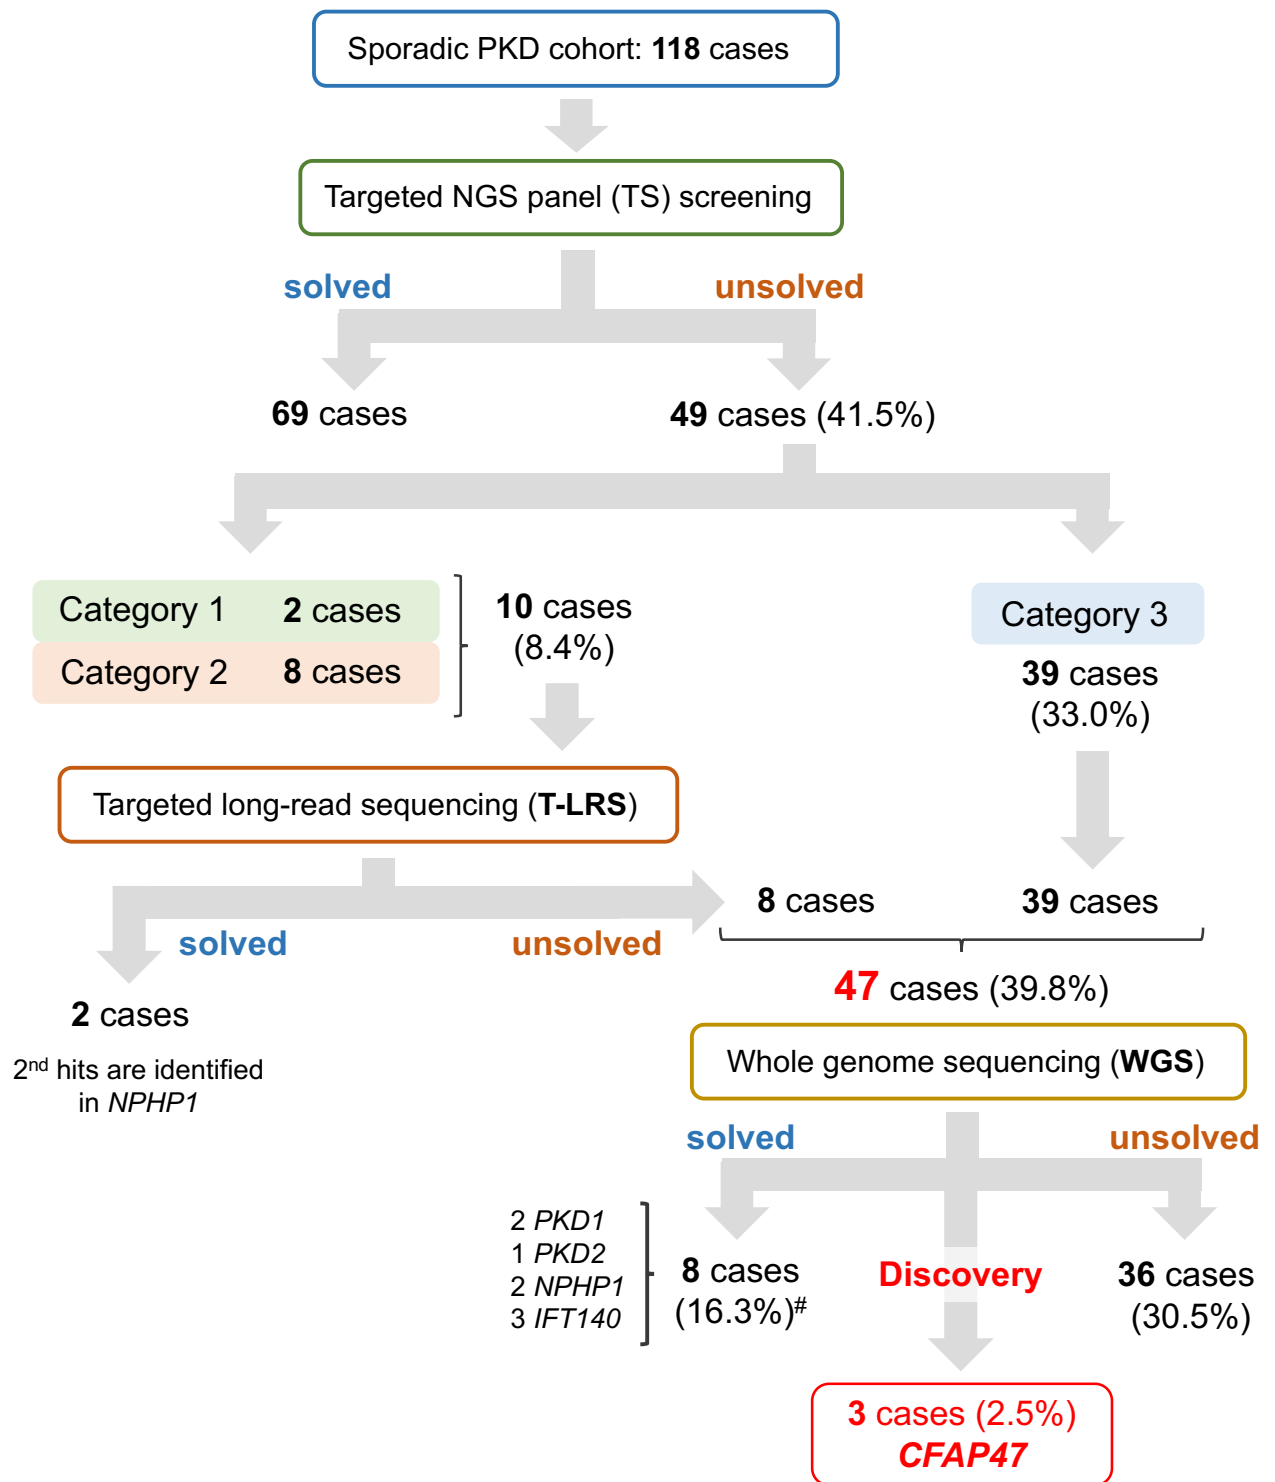 Sporadic PKD cohort: 118 cases
Targeted NGS panel (TS) screening
solved
unsolved
69 cases
49 cases (41.5%)
Category 1 2 cases
Category 2 8 cases
10 cases
(8.4%)
Category 3
39 cases
(33.0%)
Targeted long-read sequencing (T-LRS)
8 cases
39 cases
solved
unsolved
47 cases (39.8%)
2 cases
2nd hits are identified
in NPHP1
Whole genome sequencing (WGS)
solved
unsolved
2 PKD1
1 PKD2
2 NPHP1
3 IFT140
8 cases
(16.3%)#
Discovery
36 cases
(30.5%)
3 cases (2.5%)
CFAP47